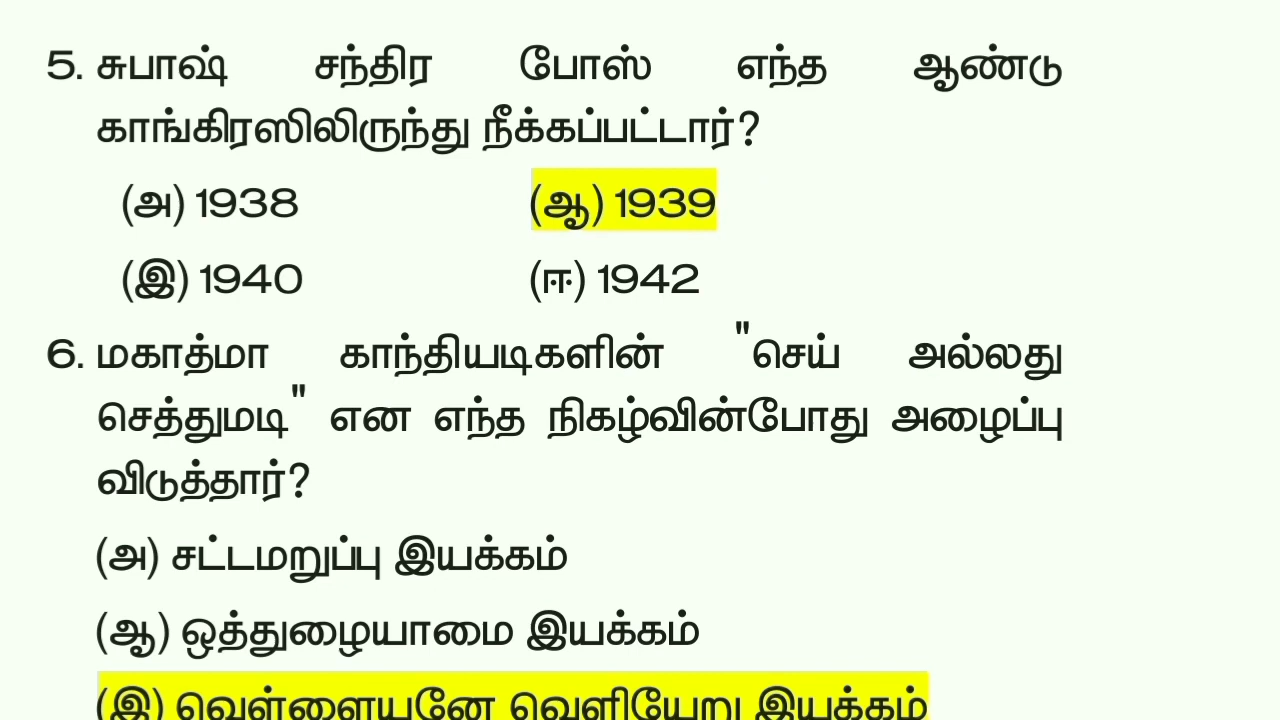 5. சுபாஷ் சந்திர போஸ் எந்த ஆண்டு
காங்கிரஸிலிருந்து நீக்கப்பட்டார்?
(அ) 1938 (ஆ) 1939
(இ) 1940 (ஈ) 1942
6. மகாத்மா காந்தியடிகளின் "செய் அல்லது
செத்துமடி" என எந்த நிகழ்வின்போது அழைப்பு
விடுத்தார்?
(அ) சட்டமறுப்பு இயக்கம்
(ஆ) ஒத்துழையாமை இயக்கம்
(இ) வெள்ளையனே வெளியேறு இயக்கம்